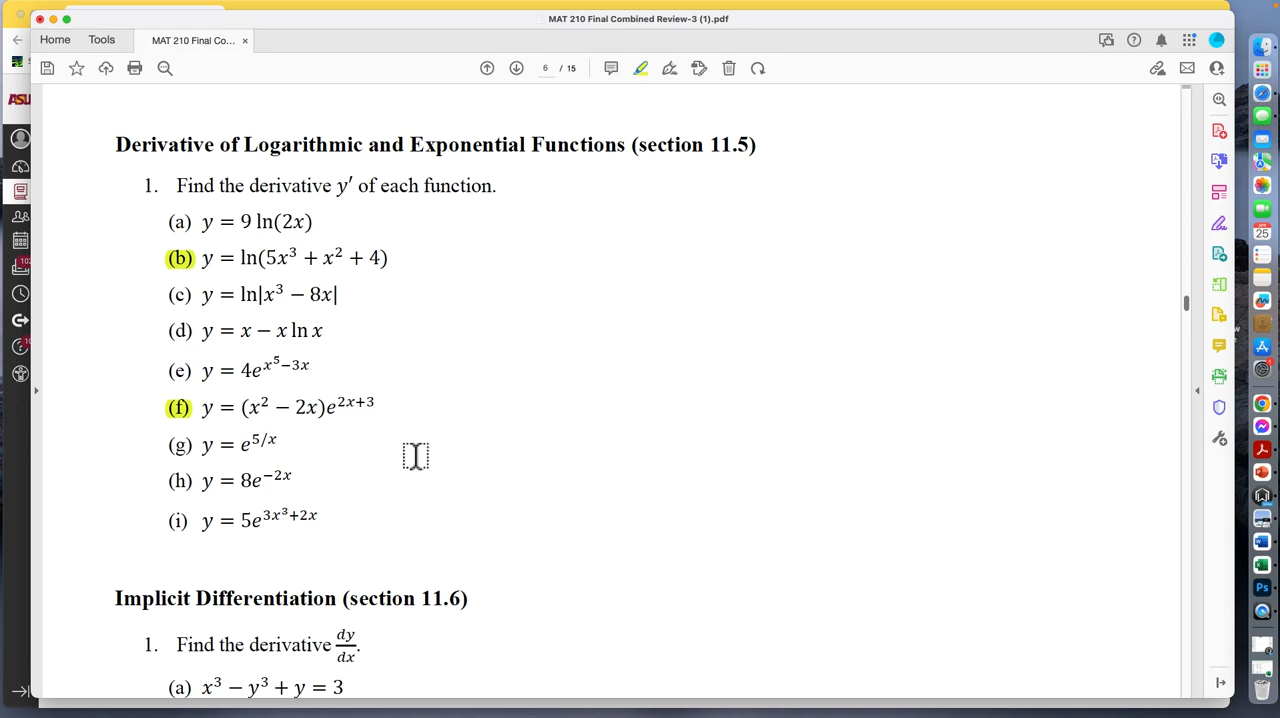 MAT 210 Final Combined Review-3 (1).pdf
Home Tools MAT 210 Final Co... ×
6 / 15
ASU
Derivative of Logarithmic and Exponential Functions (section 11.5)
1. Find the derivative y′ of each function.
(a) y = 9 ln(2x)
(b) y = ln(5x³ + x² + 4)
(c) y = ln|x³ − 8x|
(d) y = x − x ln x
(e) y = 4e^{x⁵−3x}
(f) y = (x² − 2x)e^{2x+3}
(g) y = e^{5/x}
(h) y = 8e^{−2x}
(i) y = 5e^{3x³+2x}
Implicit Differentiation (section 11.6)
1. Find the derivative dy/dx.
(a) x³ − y³ + y = 3
25